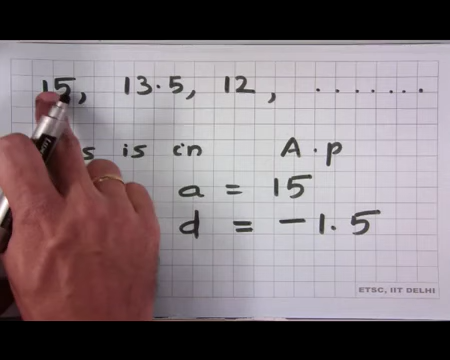 15, 13.5, 12, .......
is in A.p
a = 15
d = -1.5
ETSC, IIT DELHI